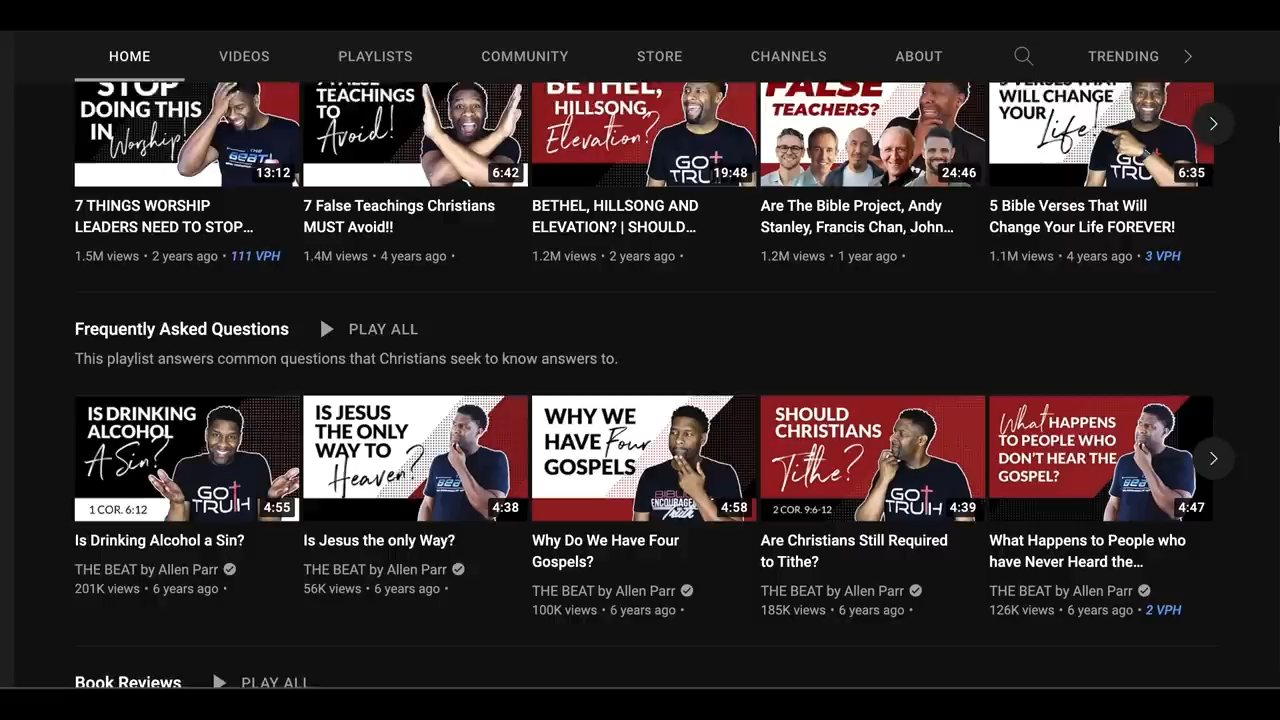 HOME VIDEOS PLAYLISTS COMMUNITY STORE CHANNELS ABOUT TRENDING
STOP
DOING THIS
IN Worship!
THE BEAT!
13:12
TEACHINGS
TO
Avoid!
6:42
BETHEL,
HILLSONG,
Elevation?
GO
TRU
19:48
FALSE
TEACHERS?
24:46
WILL CHANGE
YOUR Life!
GO
TRUTH
6:35
7 THINGS WORSHIP
LEADERS NEED TO STOP...
1.5M views • 2 years ago • 111 VPH
7 False Teachings Christians
MUST Avoid!!
1.4M views • 4 years ago •
BETHEL, HILLSONG AND
ELEVATION? | SHOULD...
1.2M views • 2 years ago •
Are The Bible Project, Andy
Stanley, Francis Chan, John...
1.2M views • 1 year ago •
5 Bible Verses That Will
Change Your Life FOREVER!
1.1M views • 4 years ago • 3 VPH
Frequently Asked Questions PLAY ALL
This playlist answers common questions that Christians seek to know answers to.
IS DRINKING
ALCOHOL
A Sin?
1 COR. 6:12
GO
TRUTH
4:55
IS JESUS
THE ONLY
WAY TO
Heaven?
4:38
WHY WE
HAVE Four
GOSPELS
BIBLE
ENCOURAGE
Truth
4:58
SHOULD
CHRISTIANS
Tithe?
2 COR. 9:6-12
GO
TRUTH
4:39
What HAPPENS
TO PEOPLE WHO
DON'T HEAR THE
GOSPEL?
4:47
Is Drinking Alcohol a Sin?
THE BEAT by Allen Parr
201K views • 6 years ago •
Is Jesus the only Way?
THE BEAT by Allen Parr
56K views • 6 years ago •
Why Do We Have Four
Gospels?
THE BEAT by Allen Parr
100K views • 6 years ago •
Are Christians Still Required
to Tithe?
THE BEAT by Allen Parr
185K views • 6 years ago •
What Happens to People who
have Never Heard the...
THE BEAT by Allen Parr
126K views • 6 years ago • 2 VPH
Book Reviews PLAY ALL